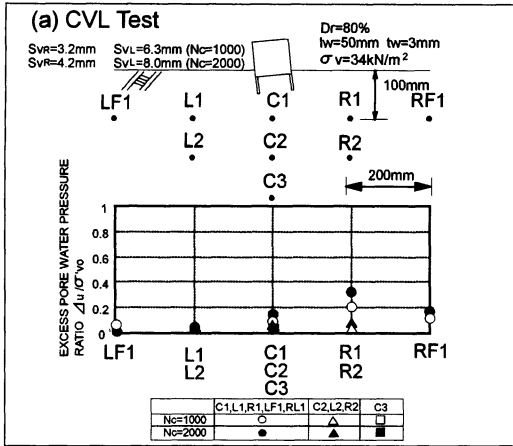 (a) CVL Test
SvR=3.2mm SvL=6.3mm (Nc=1000)
SvR=4.2mm SvL=8.0mm (Nc=2000)
Dr=80%
Iw=50mm tw=3mm
σv=34kN/m²
100mm
LF1 L1 C1 R1 RF1
L2 C2 R2
C3
200mm
EXCESS PORE WATER PRESSURE
RATIO Δu/σ'vo
1
0.8
0.6
0.4
0.2
0
LF1 L1 C1 R1 RF1
L2 C2 R2
C3
C1,L1,R1,LF1,RL1 C2,L2,R2 C3
Nc=1000
Nc=2000